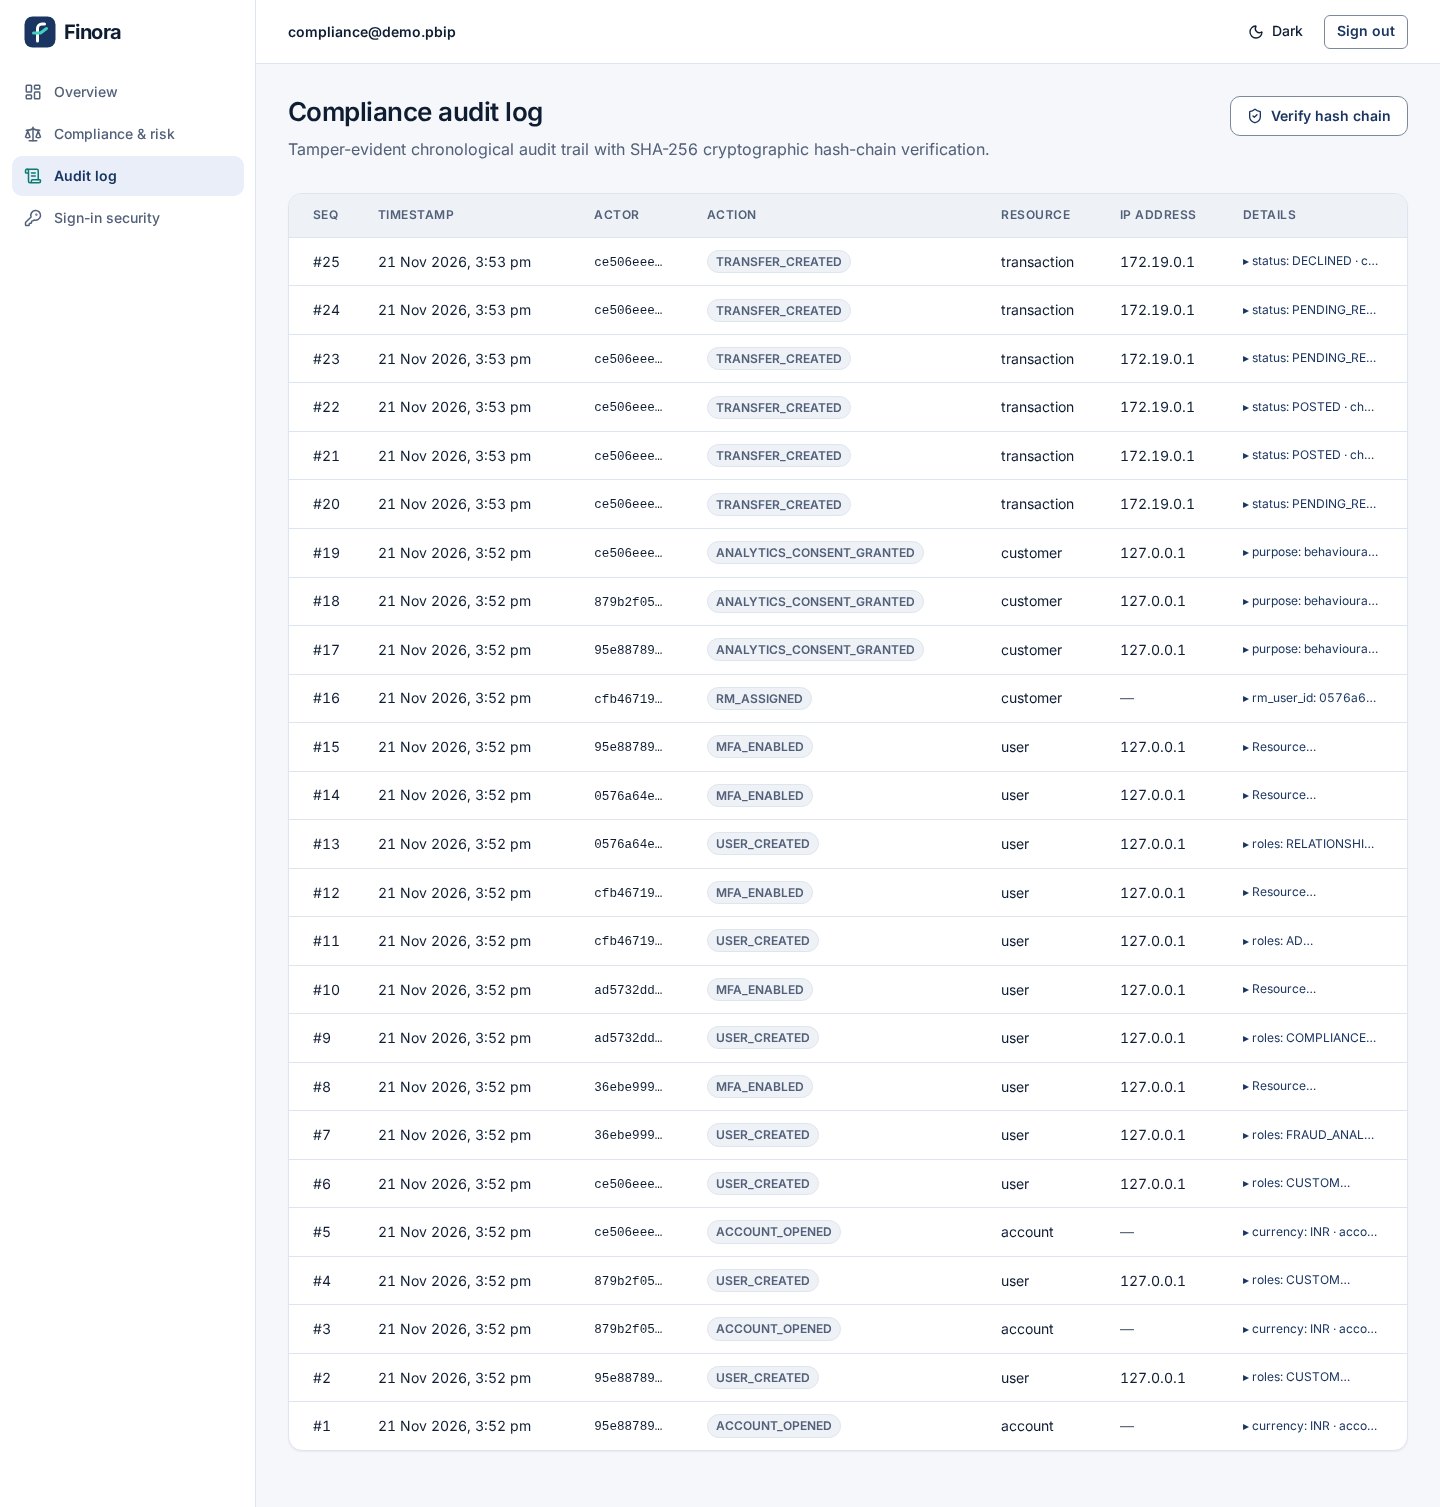 Finora
compliance@demo.pbip
Dark
Sign out
Overview
Compliance & risk
Audit log
Sign-in security
Compliance audit log
Verify hash chain
Tamper-evident chronological audit trail with SHA-256 cryptographic hash-chain verification.
SEQ TIMESTAMP ACTOR ACTION RESOURCE IP ADDRESS DETAILS
#25 21 Nov 2026, 3:53 pm ce506eee… TRANSFER_CREATED transaction 172.19.0.1 ▸ status: DECLINED · c…
#24 21 Nov 2026, 3:53 pm ce506eee… TRANSFER_CREATED transaction 172.19.0.1 ▸ status: PENDING_RE…
#23 21 Nov 2026, 3:53 pm ce506eee… TRANSFER_CREATED transaction 172.19.0.1 ▸ status: PENDING_RE…
#22 21 Nov 2026, 3:53 pm ce506eee… TRANSFER_CREATED transaction 172.19.0.1 ▸ status: POSTED · ch…
#21 21 Nov 2026, 3:53 pm ce506eee… TRANSFER_CREATED transaction 172.19.0.1 ▸ status: POSTED · ch…
#20 21 Nov 2026, 3:53 pm ce506eee… TRANSFER_CREATED transaction 172.19.0.1 ▸ status: PENDING_RE…
#19 21 Nov 2026, 3:52 pm ce506eee… ANALYTICS_CONSENT_GRANTED customer 127.0.0.1 ▸ purpose: behavioura…
#18 21 Nov 2026, 3:52 pm 879b2f05… ANALYTICS_CONSENT_GRANTED customer 127.0.0.1 ▸ purpose: behavioura…
#17 21 Nov 2026, 3:52 pm 95e88789… ANALYTICS_CONSENT_GRANTED customer 127.0.0.1 ▸ purpose: behavioura…
#16 21 Nov 2026, 3:52 pm cfb46719… RM_ASSIGNED customer — ▸ rm_user_id: 0576a6…
#15 21 Nov 2026, 3:52 pm 95e88789… MFA_ENABLED user 127.0.0.1 ▸ Resource…
#14 21 Nov 2026, 3:52 pm 0576a64e… MFA_ENABLED user 127.0.0.1 ▸ Resource…
#13 21 Nov 2026, 3:52 pm 0576a64e… USER_CREATED user 127.0.0.1 ▸ roles: RELATIONSHI…
#12 21 Nov 2026, 3:52 pm cfb46719… MFA_ENABLED user 127.0.0.1 ▸ Resource…
#11 21 Nov 2026, 3:52 pm cfb46719… USER_CREATED user 127.0.0.1 ▸ roles: AD…
#10 21 Nov 2026, 3:52 pm ad5732dd… MFA_ENABLED user 127.0.0.1 ▸ Resource…
#9 21 Nov 2026, 3:52 pm ad5732dd… USER_CREATED user 127.0.0.1 ▸ roles: COMPLIANCE…
#8 21 Nov 2026, 3:52 pm 36ebe999… MFA_ENABLED user 127.0.0.1 ▸ Resource…
#7 21 Nov 2026, 3:52 pm 36ebe999… USER_CREATED user 127.0.0.1 ▸ roles: FRAUD_ANAL…
#6 21 Nov 2026, 3:52 pm ce506eee… USER_CREATED user 127.0.0.1 ▸ roles: CUSTOM…
#5 21 Nov 2026, 3:52 pm ce506eee… ACCOUNT_OPENED account — ▸ currency: INR · acco…
#4 21 Nov 2026, 3:52 pm 879b2f05… USER_CREATED user 127.0.0.1 ▸ roles: CUSTOM…
#3 21 Nov 2026, 3:52 pm 879b2f05… ACCOUNT_OPENED account — ▸ currency: INR · acco…
#2 21 Nov 2026, 3:52 pm 95e88789… USER_CREATED user 127.0.0.1 ▸ roles: CUSTOM…
#1 21 Nov 2026, 3:52 pm 95e88789… ACCOUNT_OPENED account — ▸ currency: INR · acco…